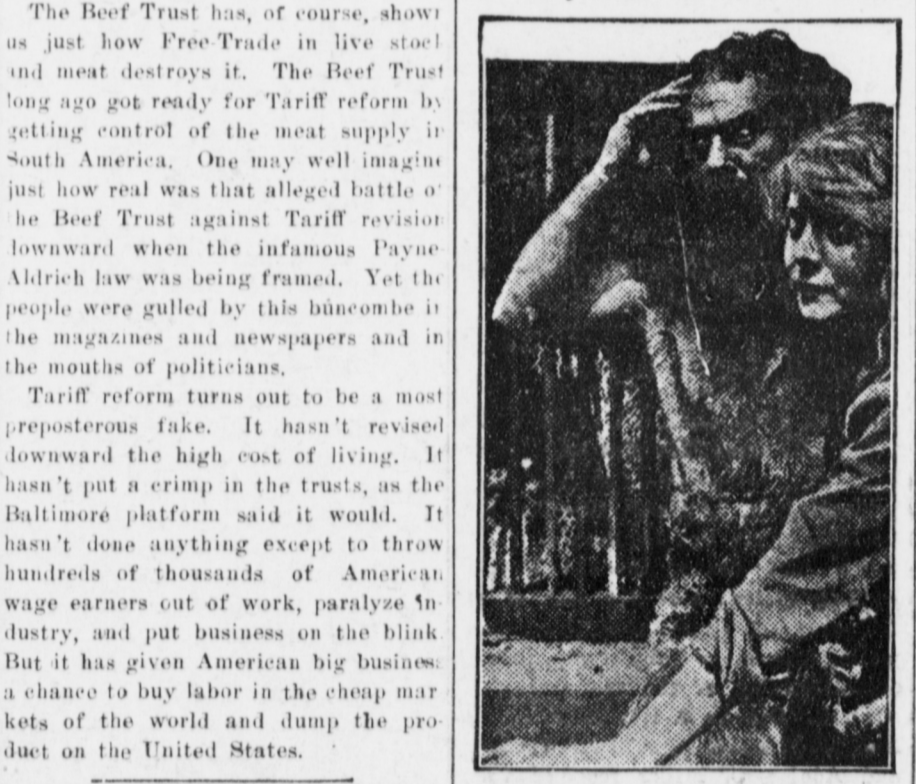 The Beef Trust has, of course, shown
us just how Free-Trade in live stock
and meat destroys it. The Beef Trust
long ago got ready for Tariff reform by
getting control of the meat supply in
South America. One may well imagine
just how real was that alleged battle o'
he Beef Trust against Tariff revision
downward when the infamous Payne-
Aldrich law was being framed. Yet the
people were gulled by this buncombe in
the magazines and newspapers and in
the mouths of politicians.
Tariff reform turns out to be a most
preposterous fake. It hasn't revised
downward the high cost of living. It
hasn't put a crimp in the trusts, as the
Baltimore platform said it would. It
hasn't done anything except to throw
hundreds of thousands of American
wage earners out of work, paralyze in-
dustry, and put business on the blink.
But it has given American big business
a chance to buy labor in the cheap mar-
kets of the world and dump the pro-
duct on the United States.